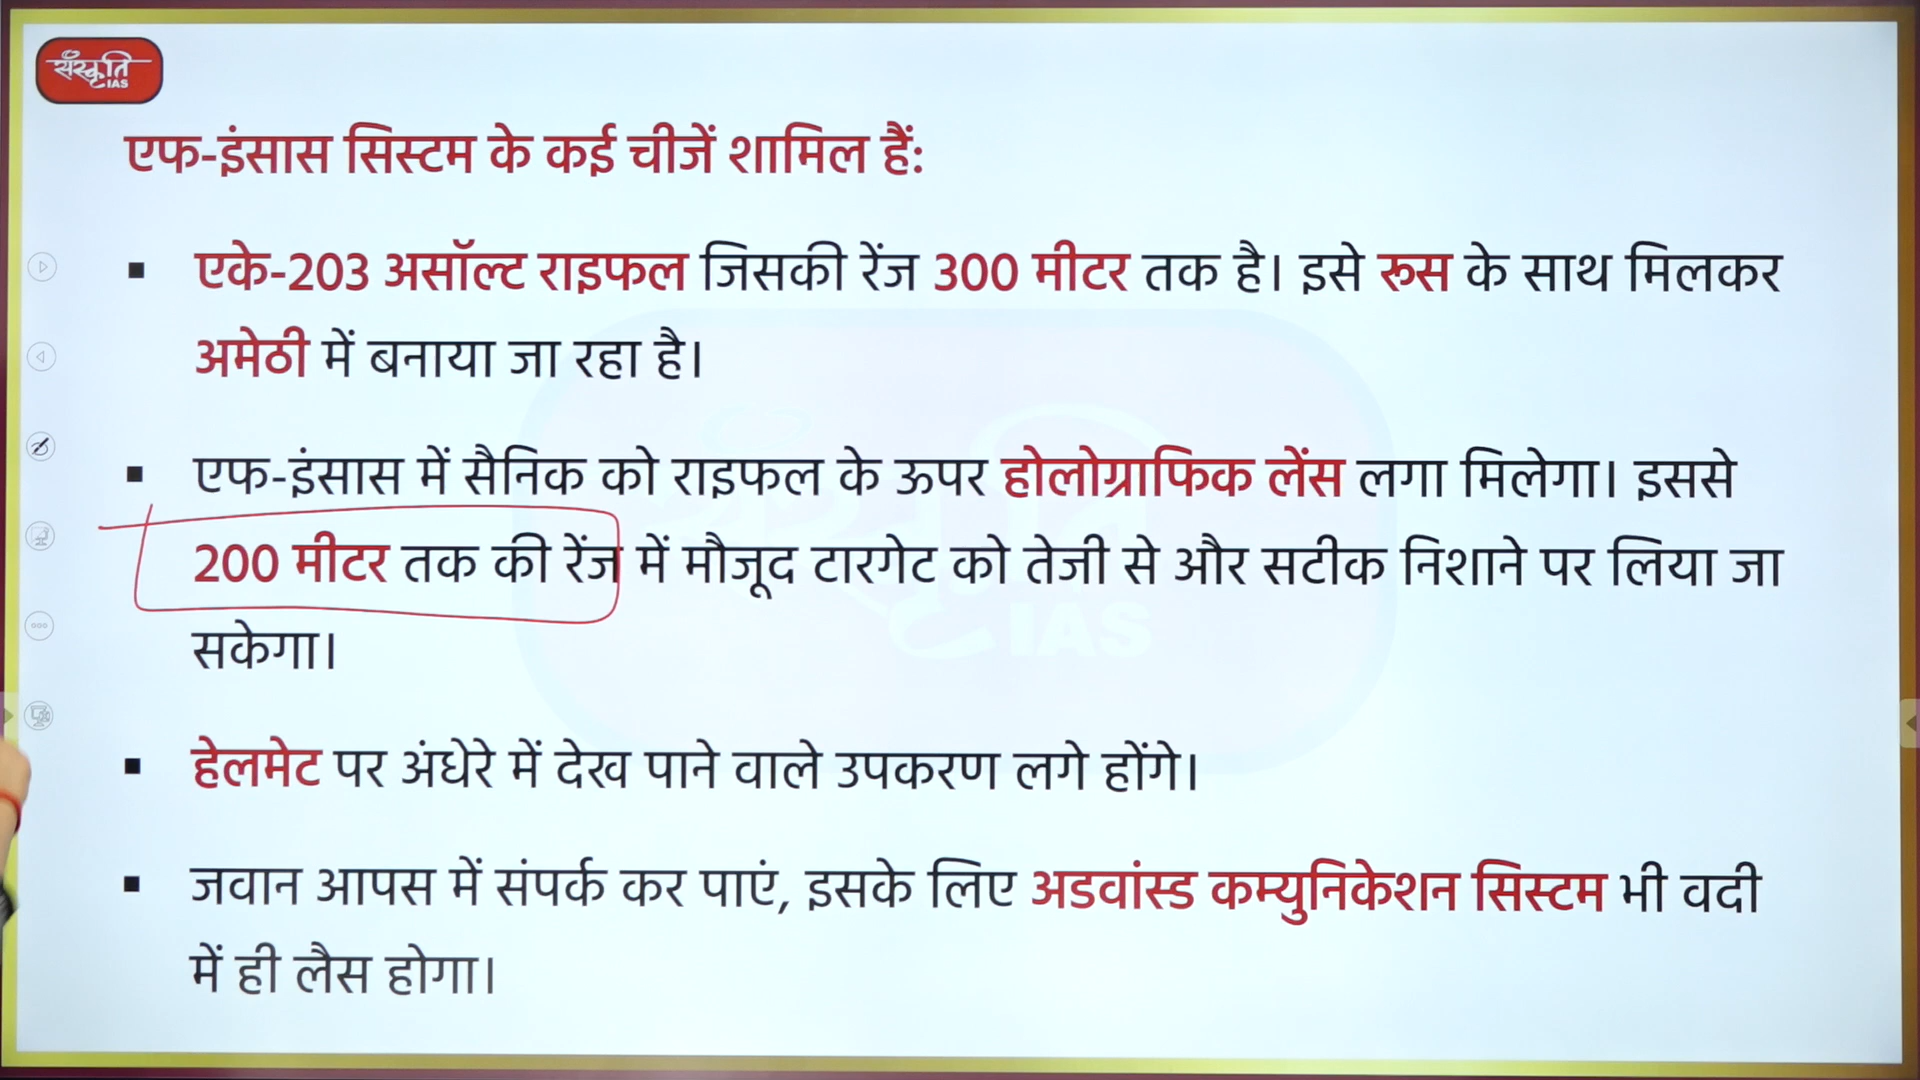 संस्कृति
IAS
एफ-इंसास सिस्टम के कई चीजें शामिल हैं:
▪ एके-203 असॉल्ट राइफल जिसकी रेंज 300 मीटर तक है। इसे रूस के साथ मिलकर
अमेठी में बनाया जा रहा है।
▪ एफ-इंसास में सैनिक को राइफल के ऊपर होलोग्राफिक लेंस लगा मिलेगा। इससे
200 मीटर तक की रेंज में मौजूद टारगेट को तेजी से और सटीक निशाने पर लिया जा
सकेगा।
▪ हेलमेट पर अंधेरे में देख पाने वाले उपकरण लगे होंगे।
▪ जवान आपस में संपर्क कर पाएं, इसके लिए अडवांस्ड कम्युनिकेशन सिस्टम भी वदी
में ही लैस होगा।
संस्कृति
IAS